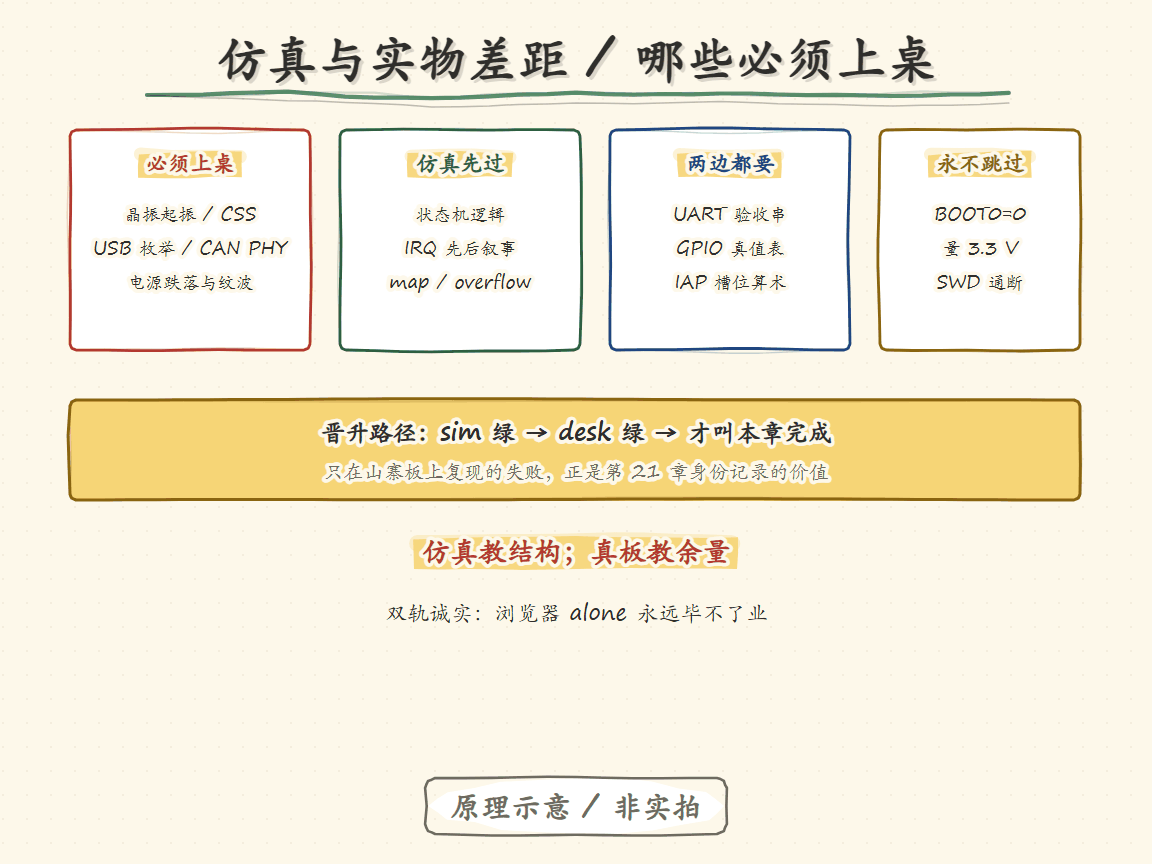 仿真与实物差距 / 哪些必须上桌
必须上桌
晶振起振 / CSS
USB 枚举 / CAN PHY
电源跌落与纹波
仿真先过
状态机逻辑
IRQ 先后叙事
map / overflow
两边都要
UART 验收串
GPIO 真值表
IAP 槽位算术
永不跳过
BOOT0=0
量 3.3 V
SWD 通断
晋升路径：sim 绿 → desk 绿 → 才叫本章完成
只在山寨板上复现的失败，正是第 21 章身份记录的价值
仿真教结构；真板教余量
双轨诚实：浏览器 alone 永远毕不了业
原理示意 / 非实拍